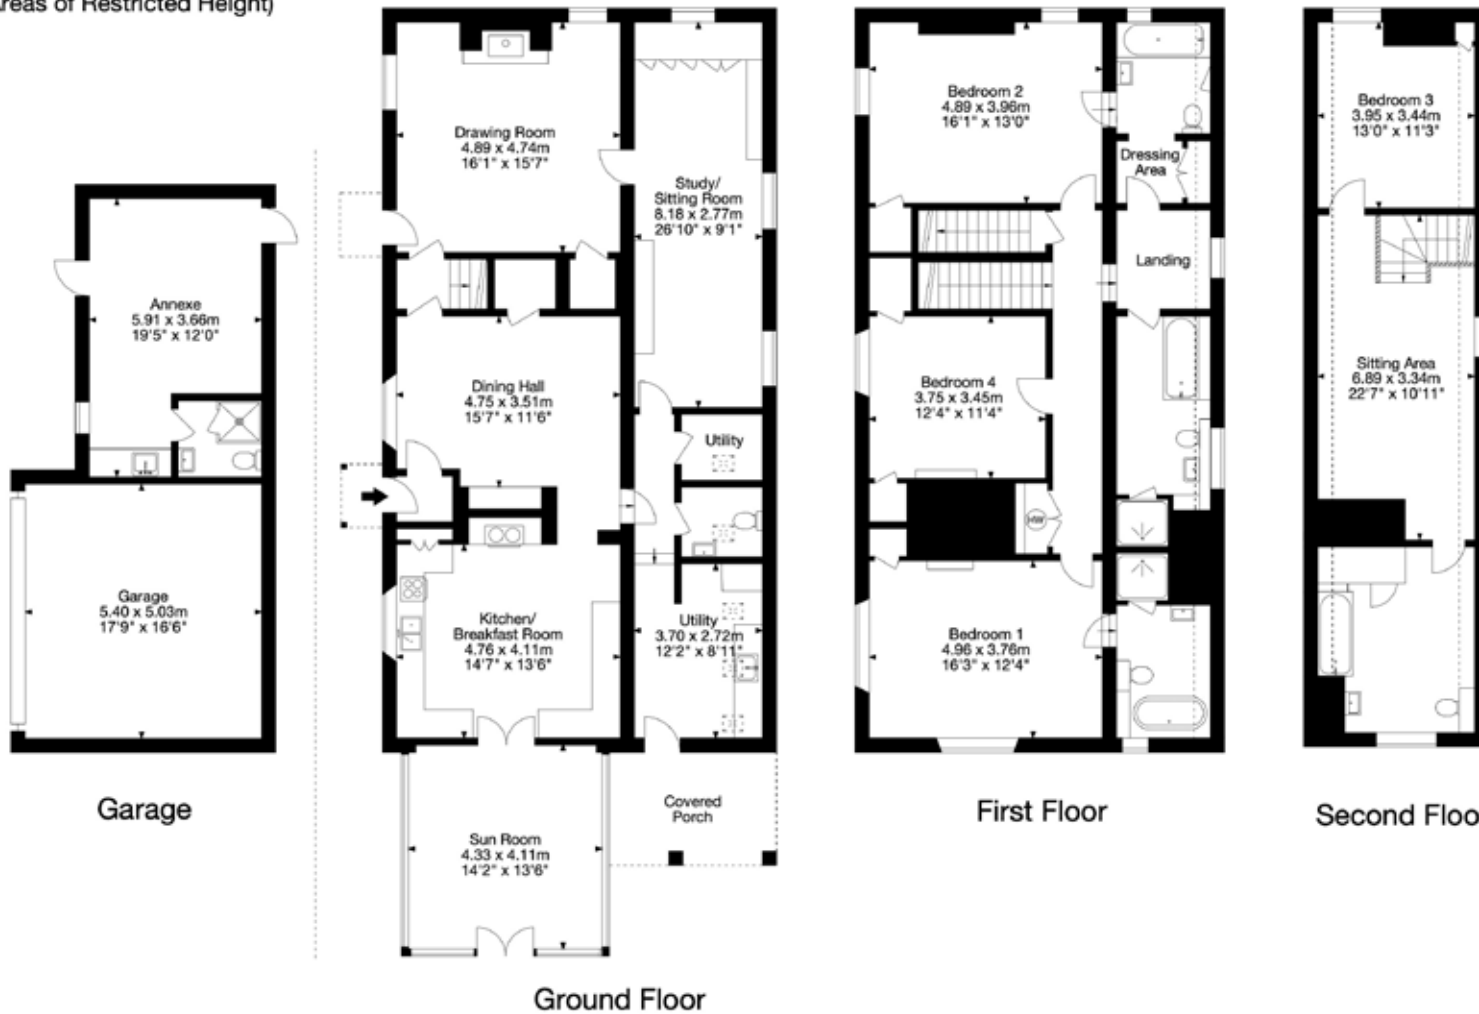 reas of Restricted Height)
Annexe
5.91 x 3.66m
19'5" x 12'0"
Garage
5.40 x 5.03m
17'9" x 16'6"
Garage
Drawing Room
4.89 x 4.74m
16'1" x 15'7"
Study/
Sitting Room
8.18 x 2.77m
26'10" x 9'1"
Dining Hall
4.75 x 3.51m
15'7" x 11'6"
Utility
Kitchen/
Breakfast Room
4.76 x 4.11m
14'7" x 13'6"
Utility
3.70 x 2.72m
12'2" x 8'11"
Sun Room
4.33 x 4.11m
14'2" x 13'6"
Covered
Porch
Ground Floor
Bedroom 2
4.89 x 3.96m
16'1" x 13'0"
Dressing
Area
Landing
Bedroom 4
3.75 x 3.45m
12'4" x 11'4"
HW
Bedroom 1
4.96 x 3.76m
16'3" x 12'4"
First Floor
Bedroom 3
3.95 x 3.44m
13'0" x 11'3"
Sitting Area
6.89 x 3.34m
22'7" x 10'11"
Second Floo